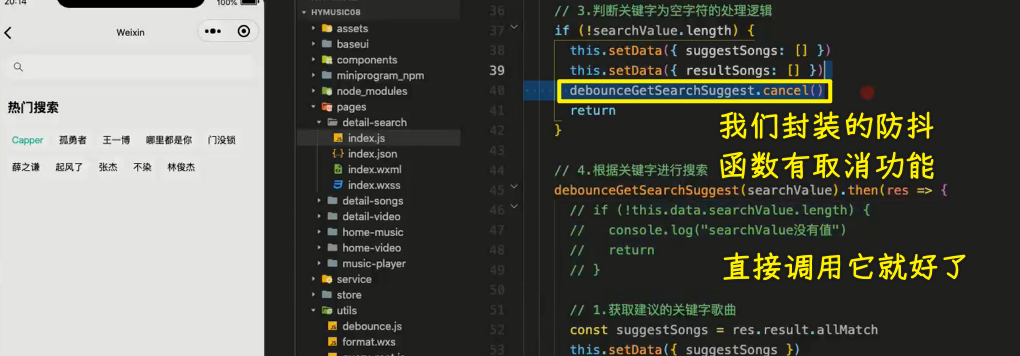 20:14
100%
Weixin
热门搜索
Capper 孤勇者 王一博 哪里都是你 门没锁
薛之谦 起风了 张杰 不染 林俊杰
HYMUSIC08
assets
baseui
components
miniprogram_npm
node_modules
pages
detail-search
index.js
index.json
index.wxml
index.wxss
detail-songs
detail-video
home-music
home-video
music-player
service
store
utils
debounce.js
format.wxs
36 // 3.判断关键字为空字符的处理逻辑
37 if (!searchValue.length) {
38 this.setData({ suggestSongs: [] })
39 this.setData({ resultSongs: [] })
40 debounceGetSearchSuggest.cancel()
41 return
42 }
43
44 // 4.根据关键字进行搜索
45 debounceGetSearchSuggest(searchValue).then(res => {
46 // if (!this.data.searchValue.length) {
47 // console.log("searchValue没有值")
48 // return
49 // }
50
51 // 1.获取建议的关键字歌曲
52 const suggestSongs = res.result.allMatch
53 this.setData({ suggestSongs })
我们封装的防抖
函数有取消功能
直接调用它就好了